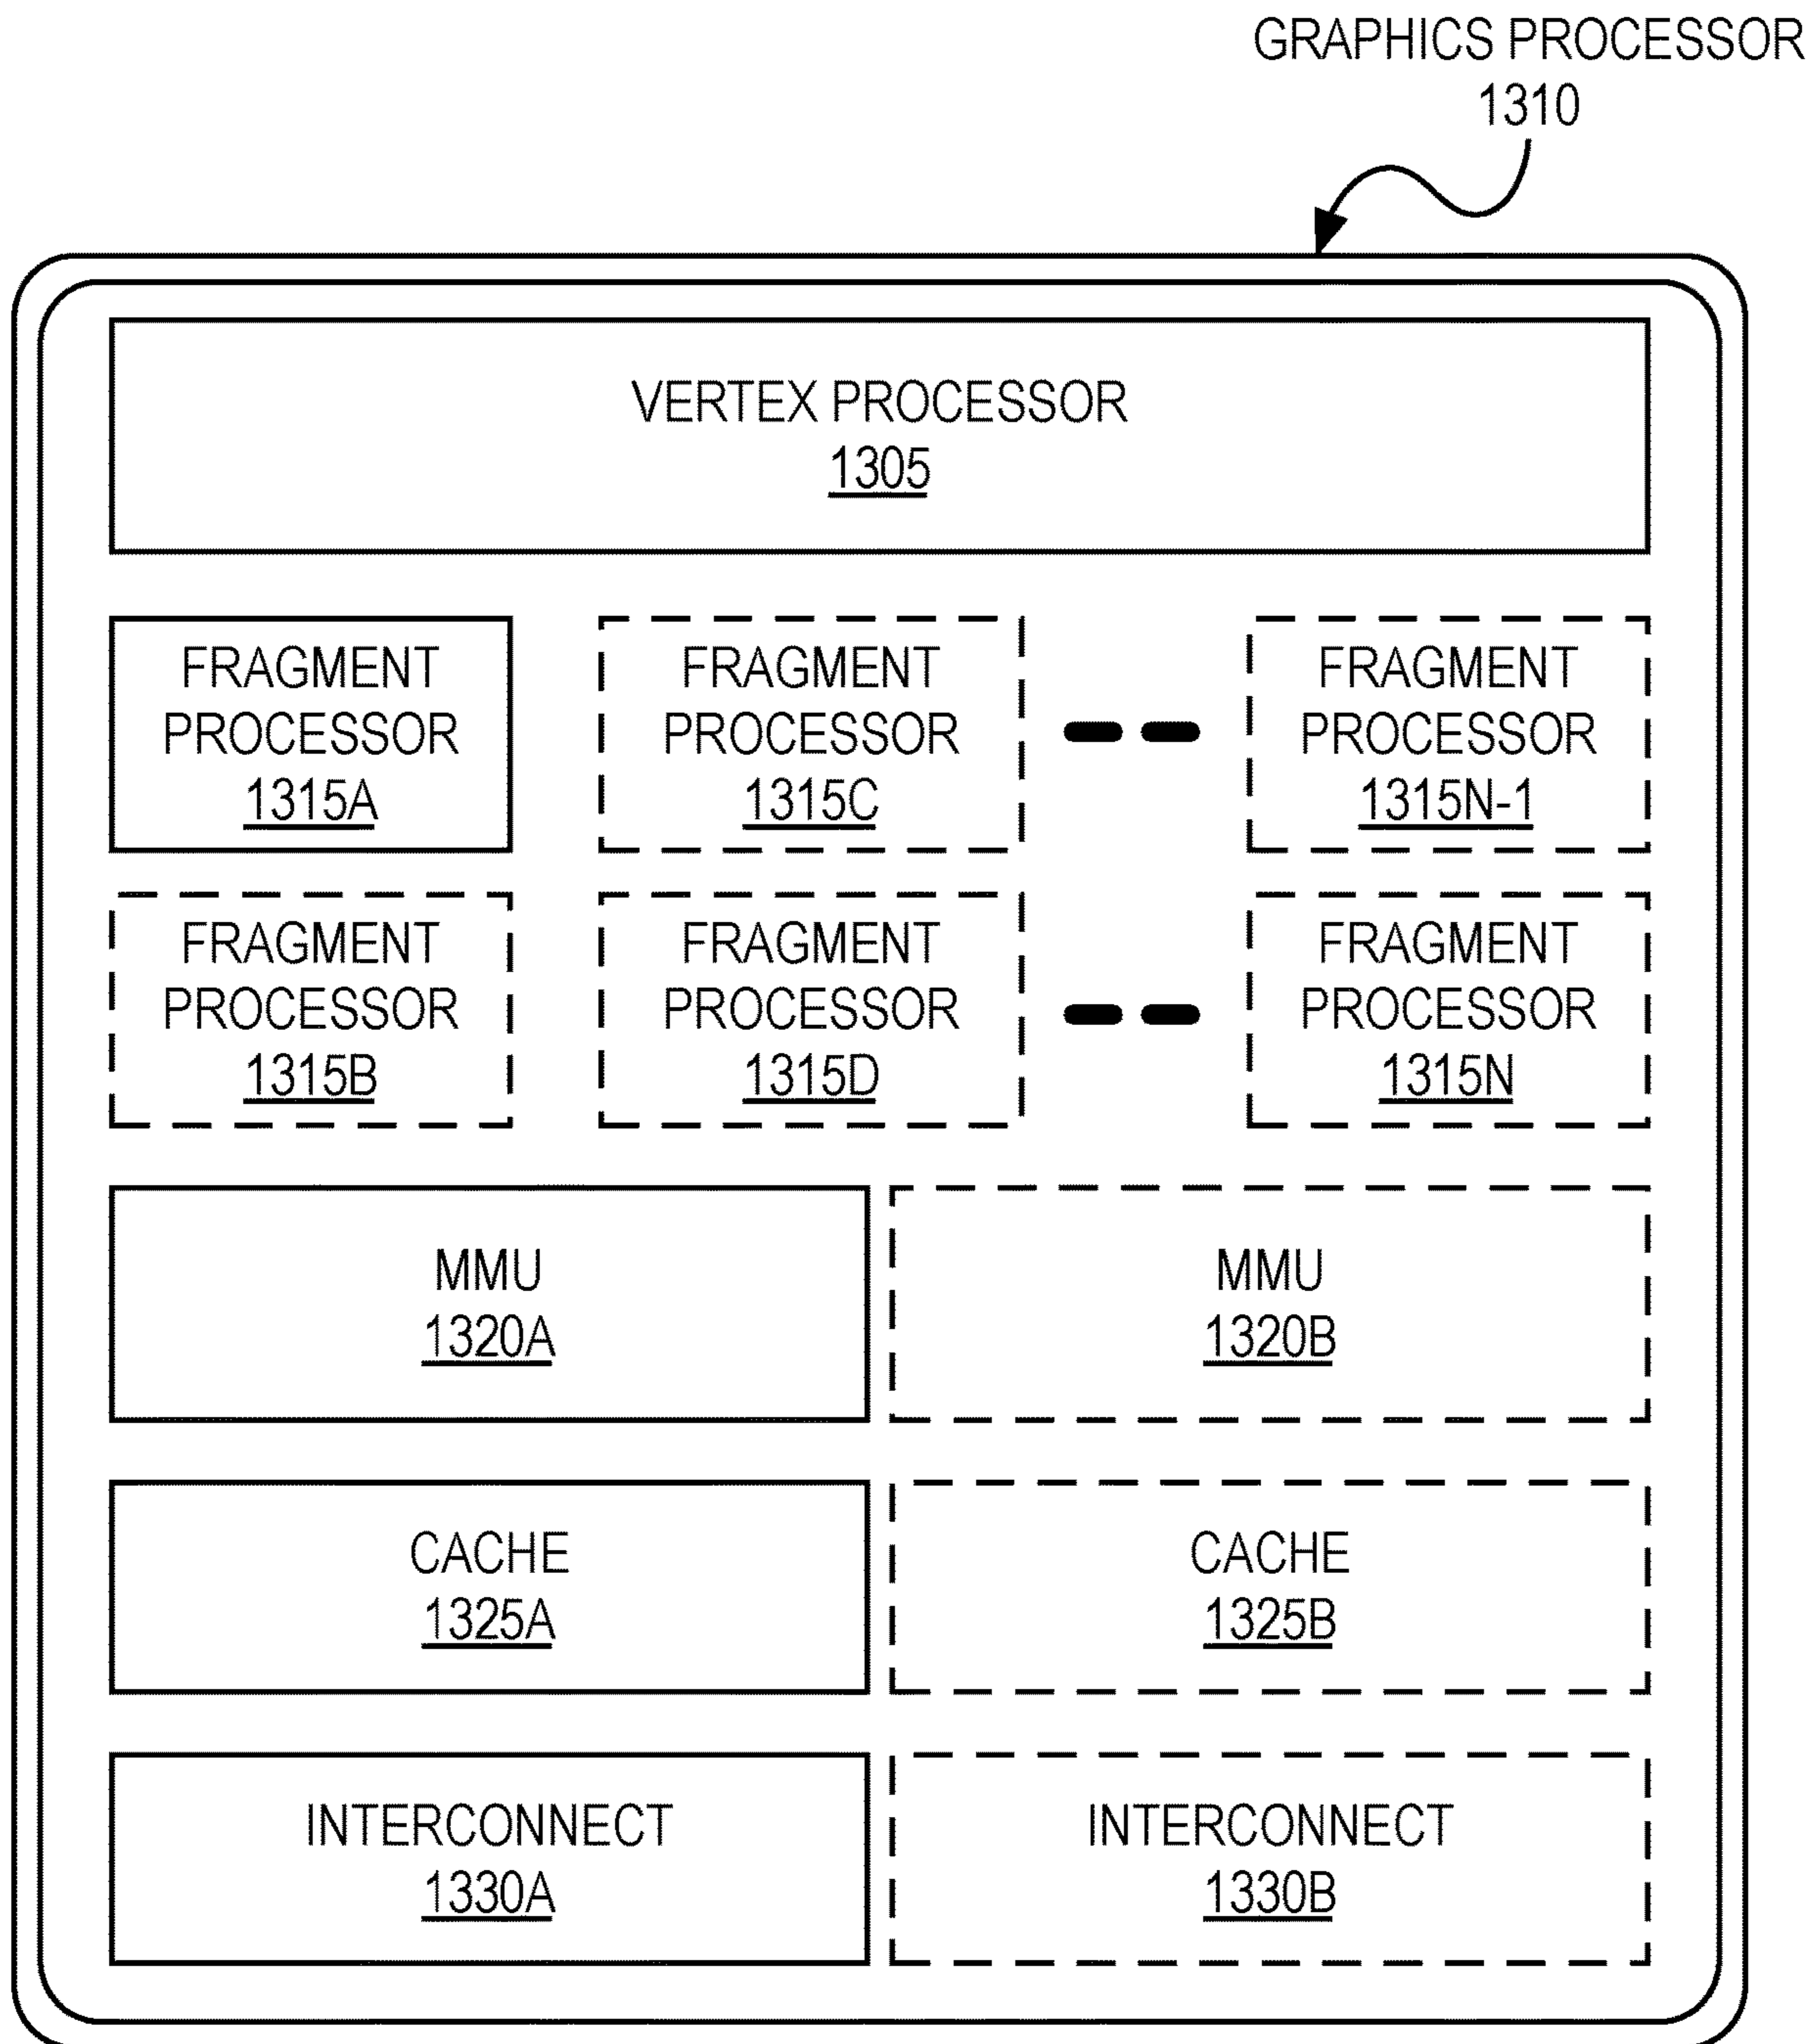 GRAPHICS PROCESSOR
1310
VERTEX PROCESSOR
1305
FRAGMENT
PROCESSOR
1315A
FRAGMENT
PROCESSOR
1315C
FRAGMENT
PROCESSOR
1315N-1
FRAGMENT
PROCESSOR
1315B
FRAGMENT
PROCESSOR
1315D
FRAGMENT
PROCESSOR
1315N
MMU
1320A
MMU
1320B
CACHE
1325A
CACHE
1325B
INTERCONNECT
1330A
INTERCONNECT
1330B